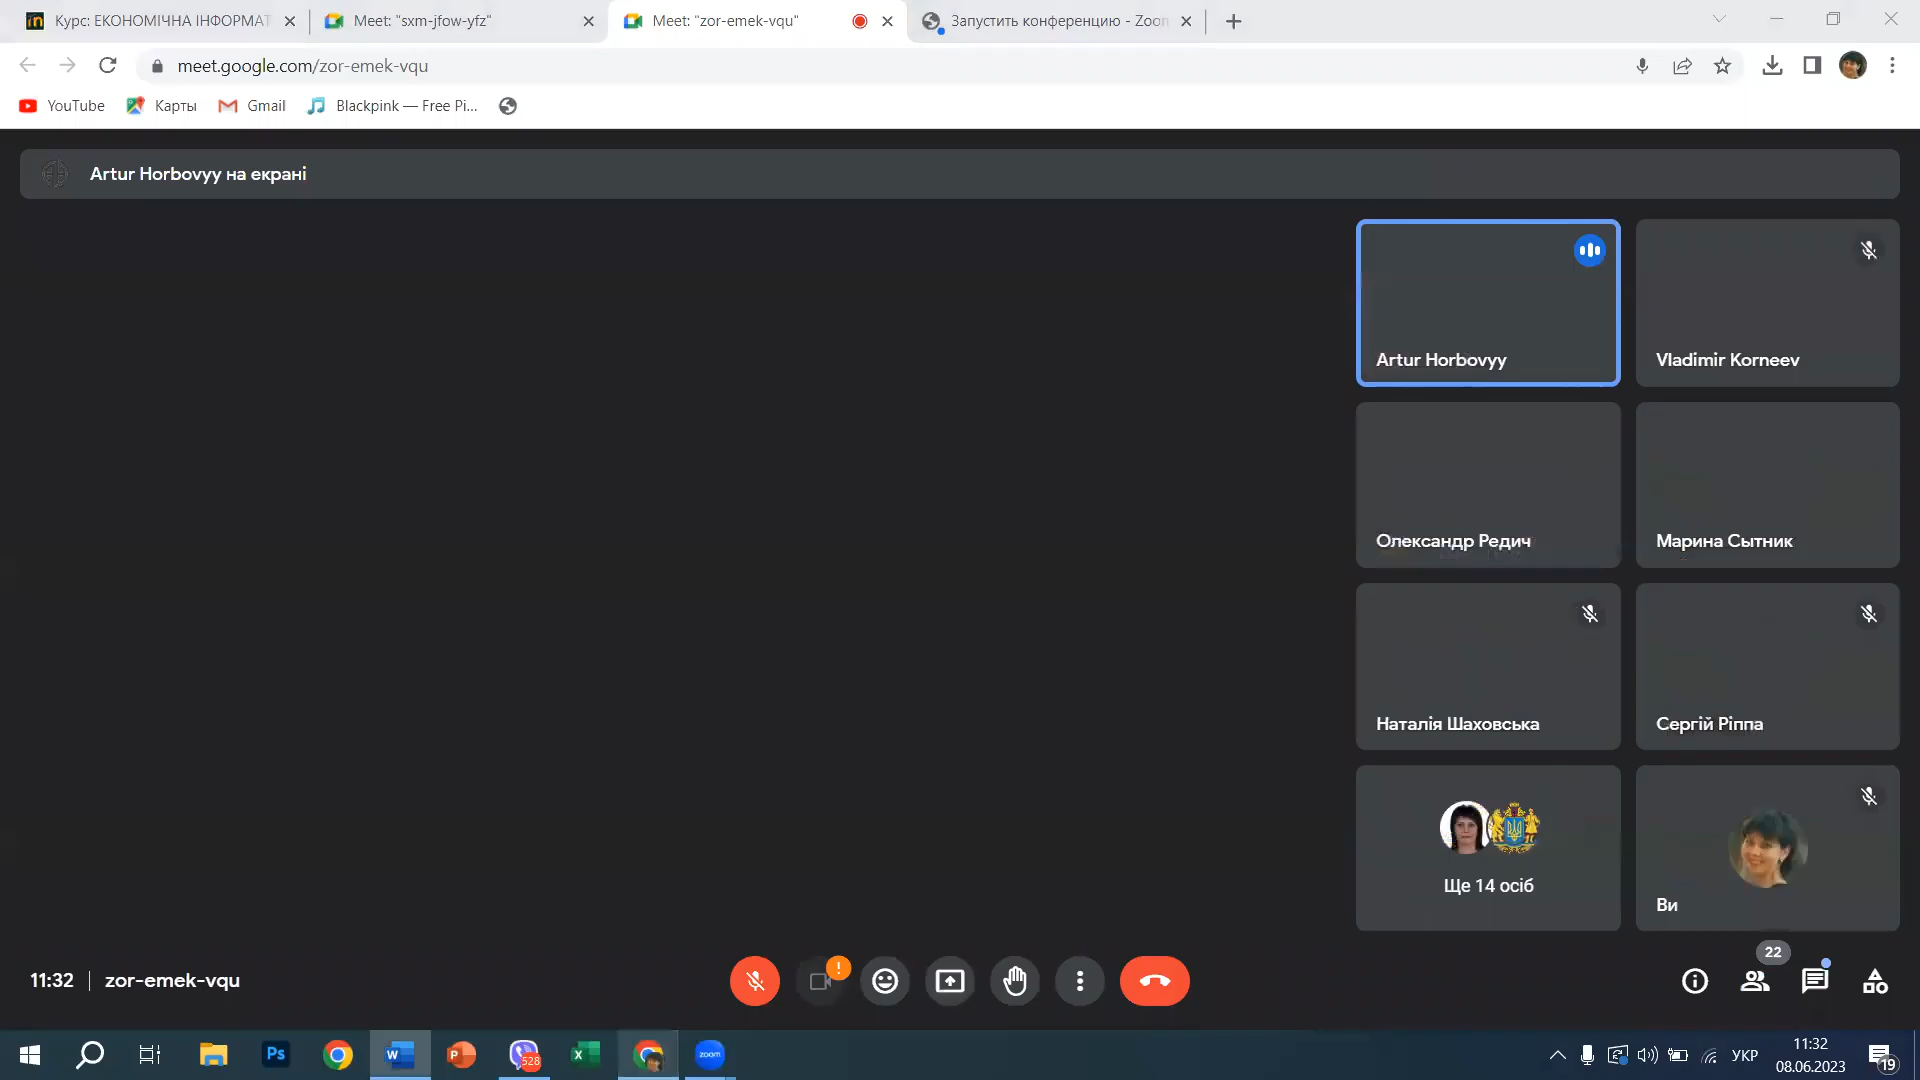 Курс: ЕКОНОМІЧНА ІНФОРМАТ
Meet: "sxm-jfow-yfz"
Meet: "zor-emek-vqu"
Запустить конференцию - Zoom
meet.google.com/zor-emek-vqu
YouTube
Карты
Gmail
Blackpink — Free Pi...
Artur Horbovyy на екрані
Artur Horbovyy
Vladimir Korneev
Олександр Редич
Марина Сытник
Наталія Шаховська
Сергій Ріппа
Ще 14 осіб
Ви
11:32
zor-emek-vqu
22
Ps
W
P
528
X
zoom
УКР
11:32
08.06.2023
19